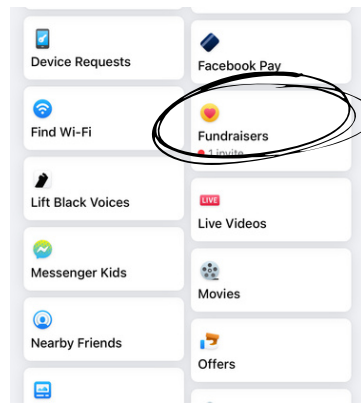 Device Requests
Facebook Pay
Find Wi-Fi
Fundraisers
1 invite
Lift Black Voices
LIVE
Live Videos
Messenger Kids
Movies
Nearby Friends
Offers